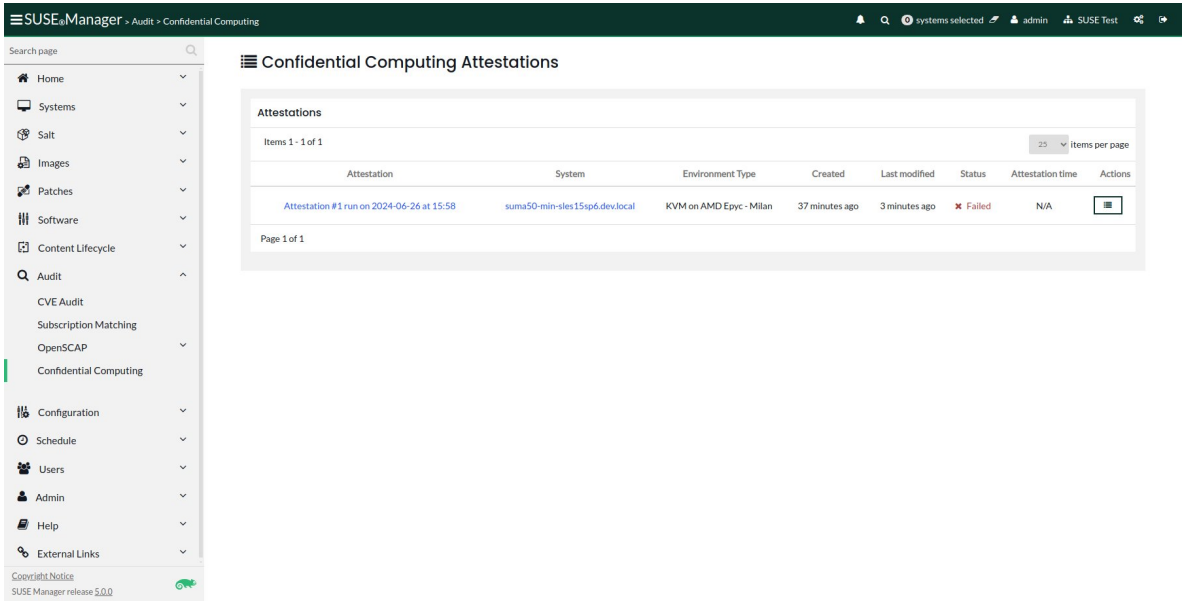 SUSE®Manager > Audit > Confidential Computing
0 systems selected admin SUSE Test
Search page
Home
Systems
Salt
Images
Patches
Software
Content Lifecycle
Audit
CVE Audit
Subscription Matching
OpenSCAP
Confidential Computing
Configuration
Schedule
Users
Admin
Help
External Links
Copyright Notice
SUSE Manager release 5.0.0
Confidential Computing Attestations
Attestations
Items 1 - 1 of 1
25 items per page
Attestation System Environment Type Created Last modified Status Attestation time Actions
Attestation #1 run on 2024-06-26 at 15:58 suma50-min-sles15sp6.dev.local KVM on AMD Epyc - Milan 37 minutes ago 3 minutes ago Failed N/A
Page 1 of 1